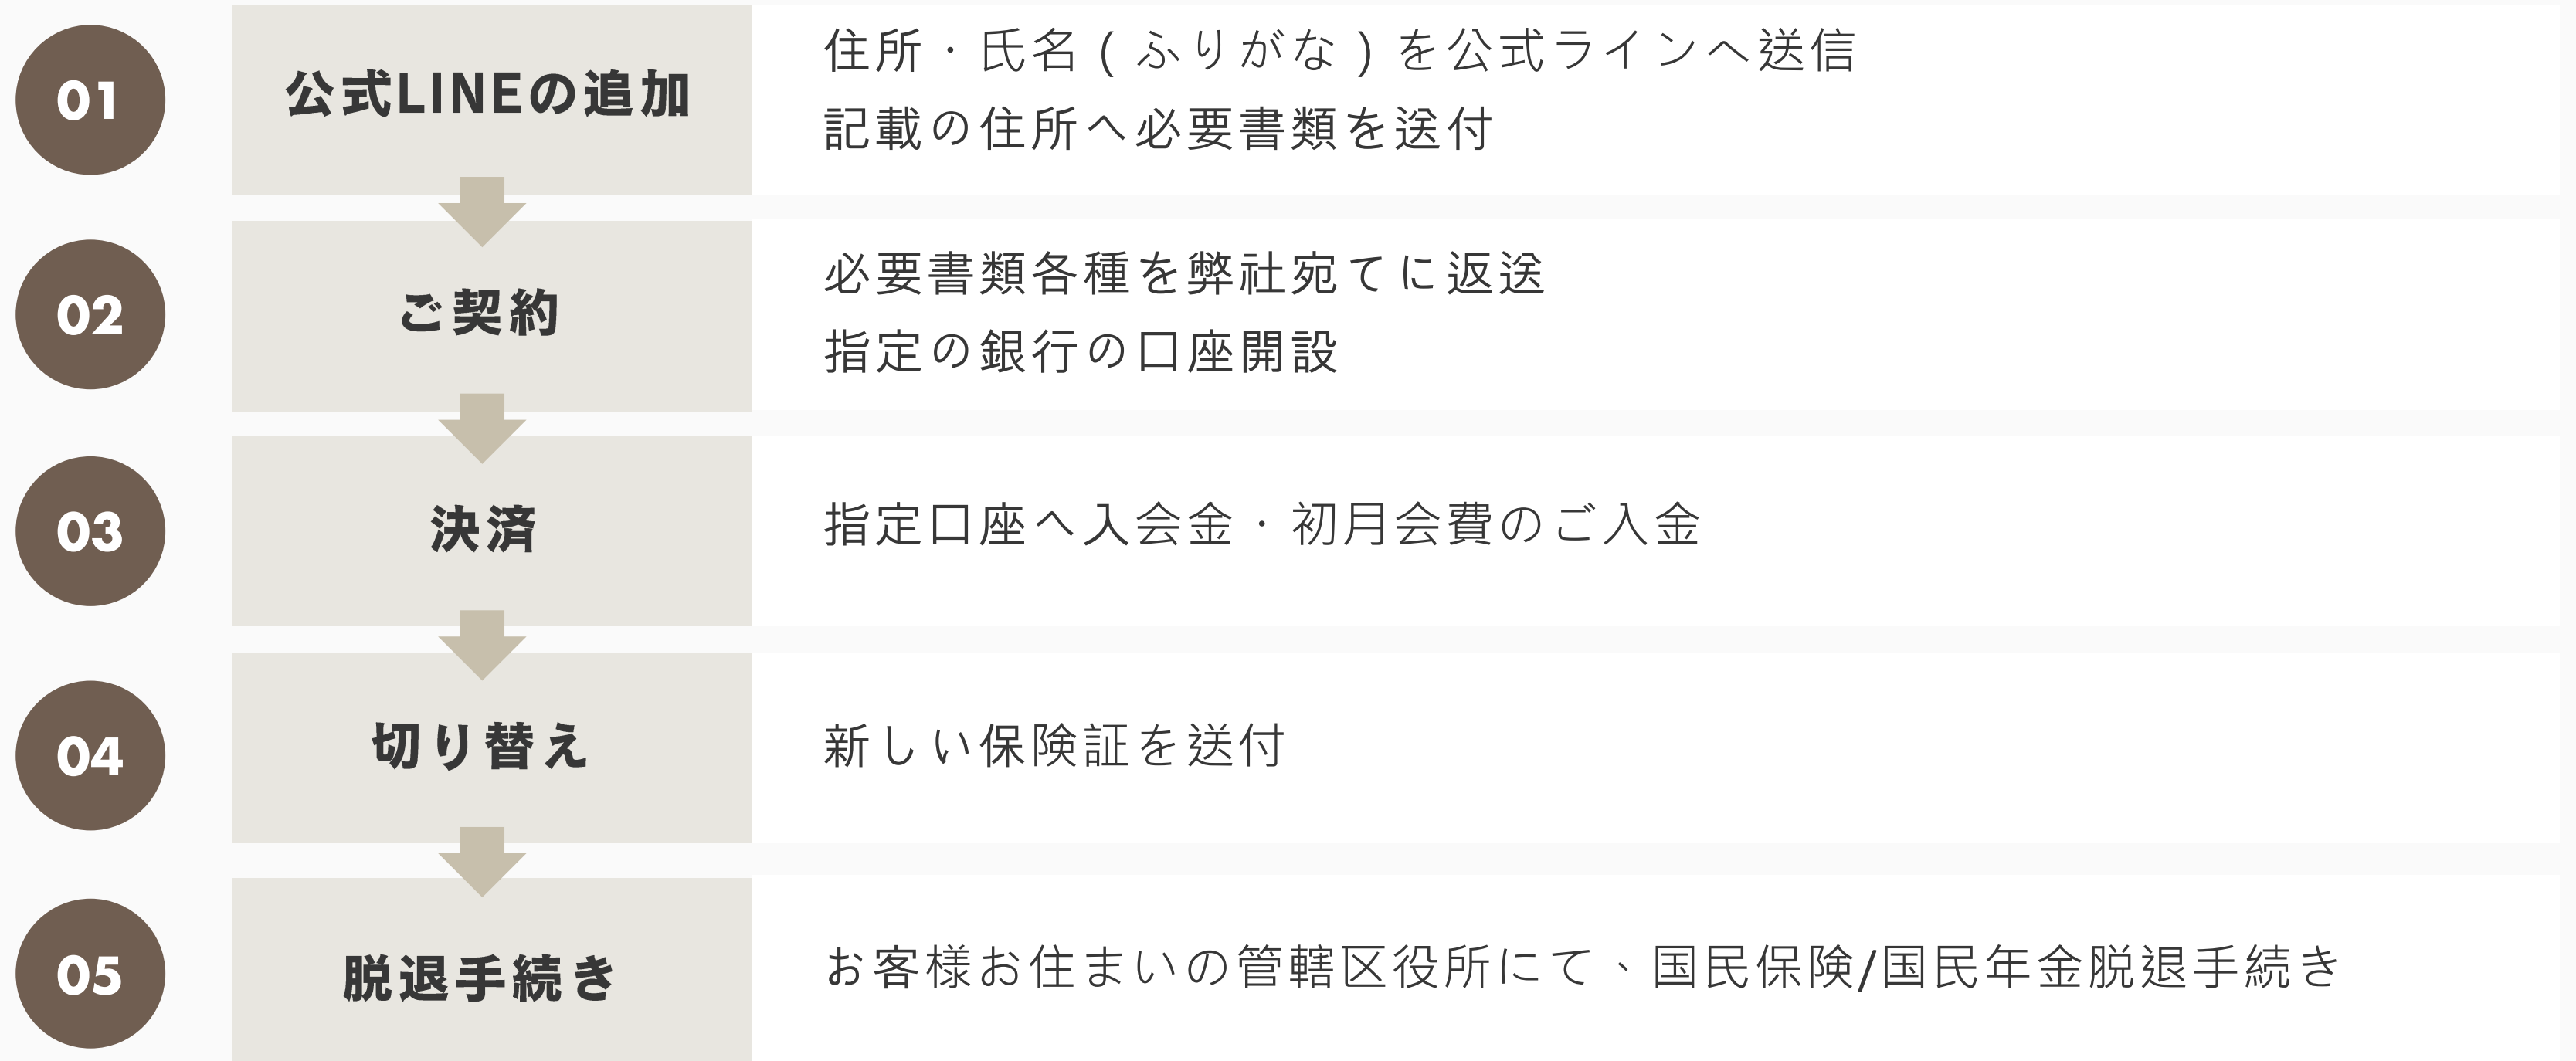 01
公式LINEの追加
住所・氏名(ふりがな)を公式ラインへ送信
記載の住所へ必要書類を送付
02
ご契約
必要書類各種を弊社宛てに返送
指定の銀行の口座開設
03
決済
指定口座へ入会金・初月会費のご入金
04
切り替え
新しい保険証を送付
05
脱退手続き
お客様お住まいの管轄区役所にて、国民保険/国民年金脱退手続き